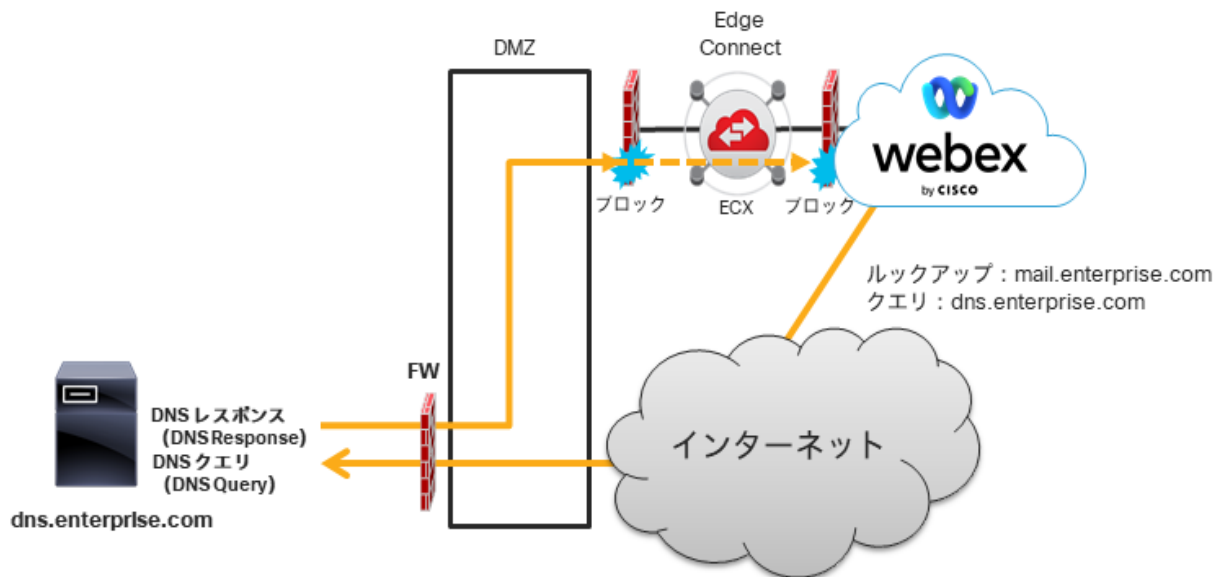 Edge
Connect
DMZ
webex
by CISCO
ブロック
ECX
ブロック
ルックアップ：mail.enterprise.com
クエリ：dns.enterprise.com
FW
DNS レスポンス
(DNS Response)
DNS クエリ
(DNS Query)
インターネット
dns.enterprise.com